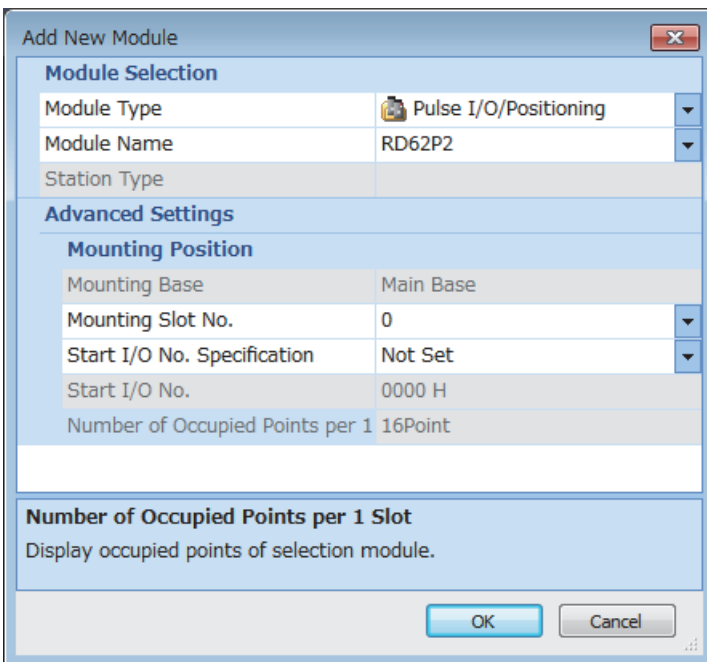 Add New Module
Module Selection
Module Type Pulse I/O/Positioning
Module Name RD62P2
Station Type
Advanced Settings
Mounting Position
Mounting Base Main Base
Mounting Slot No. 0
Start I/O No. Specification Not Set
Start I/O No. 0000 H
Number of Occupied Points per 1 16Point
Number of Occupied Points per 1 Slot
Display occupied points of selection module.
OK Cancel